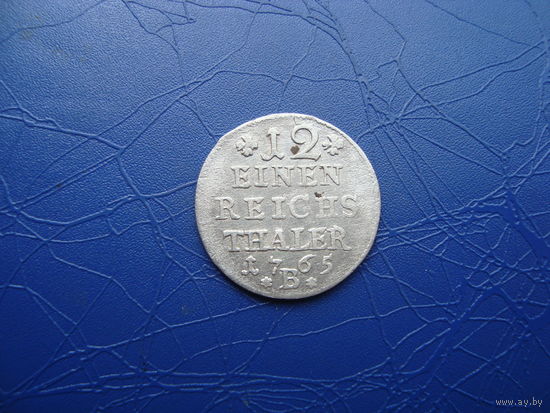 12
EINEN
REICHS
THALER
1765
B
www.ay.by